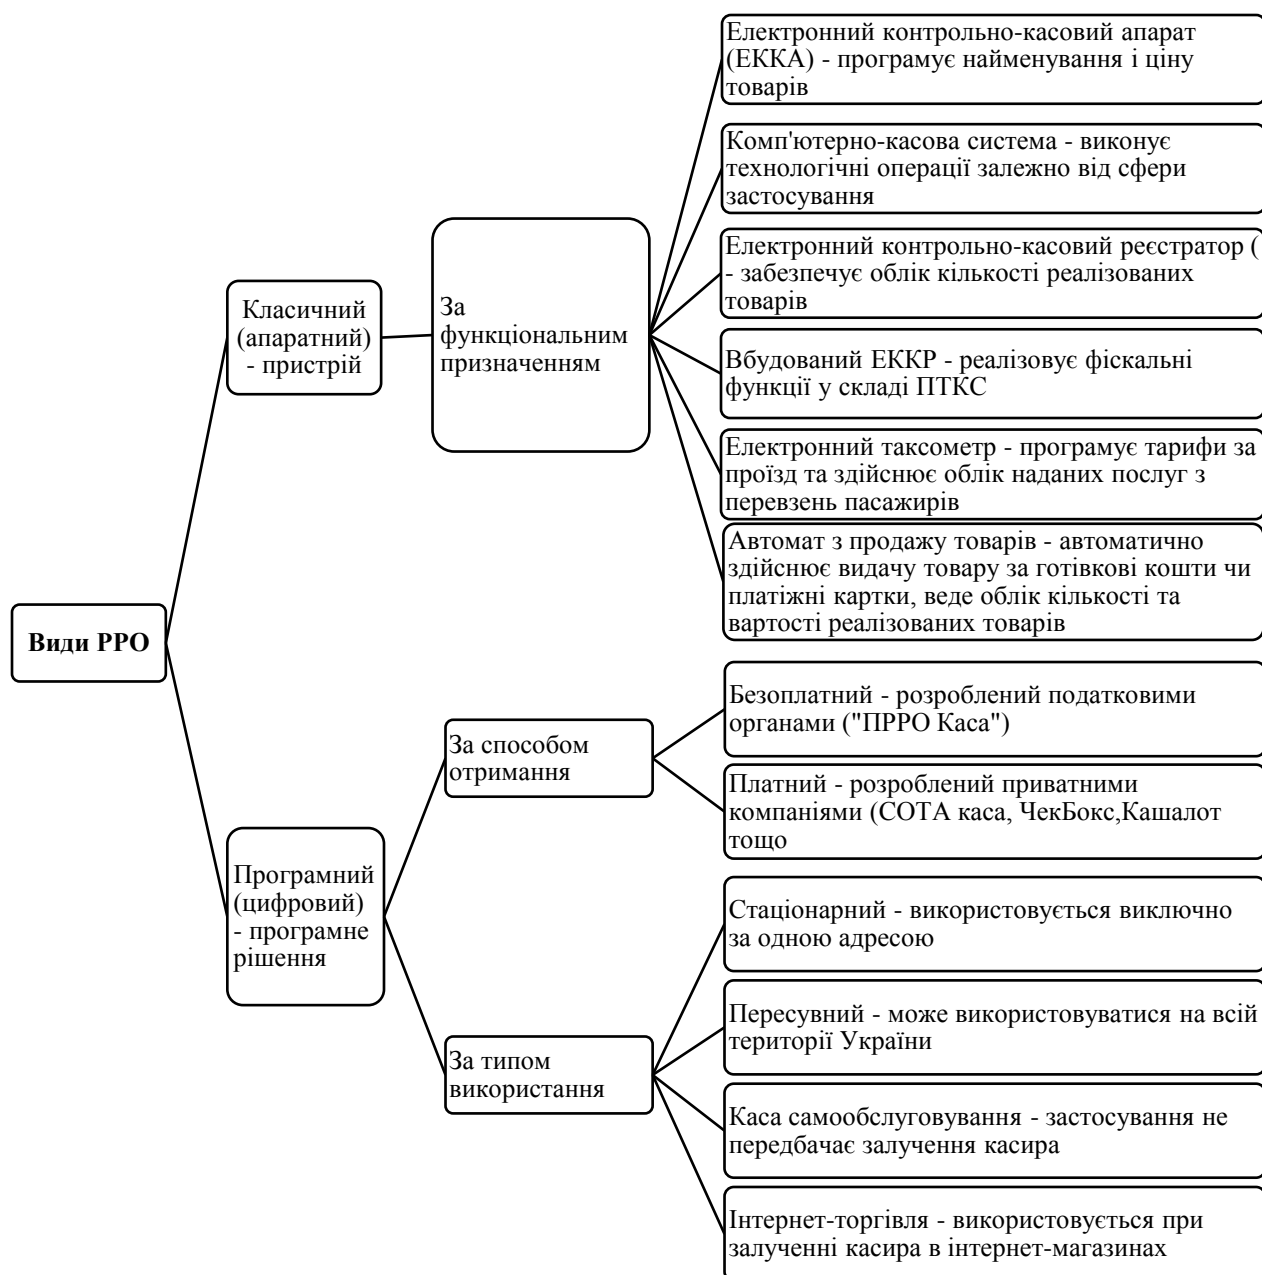 Види РРО
Класичний
(апаратний)
- пристрій
За
функціональним
призначенням
Електронний контрольно-касовий апарат
(ЕККА) - програмує найменування і ціну
товарів
Комп'ютерно-касова система - виконує
технологічні операції залежно від сфери
застосування
Електронний контрольно-касовий реєстратор (
- забезпечує облік кількості реалізованих
товарів
Вбудований ЕККР - реалізовує фіскальні
функції у складі ПТКС
Електронний таксометр - програмує тарифи за
проїзд та здійснює облік наданих послуг з
перевзень пасажирів
Автомат з продажу товарів - автоматично
здійснює видачу товару за готівкові кошти чи
платіжні картки, веде облік кількості та
вартості реалізованих товарів
Програмний
(цифровий)
- програмне
рішення
За способом
отримання
Безоплатний - розроблений податковими
органами ("ПРРО Каса")
Платний - розроблений приватними
компаніями (СОТА каса, ЧекБокс,Кашалот
тощо
За типом
використання
Стаціонарний - використовується виключно
за одною адресою
Пересувний - може використовуватися на всій
території України
Каса самообслуговування - застосування не
передбачає залучення касира
Інтернет-торгівля - використовується при
залученні касира в інтернет-магазинах